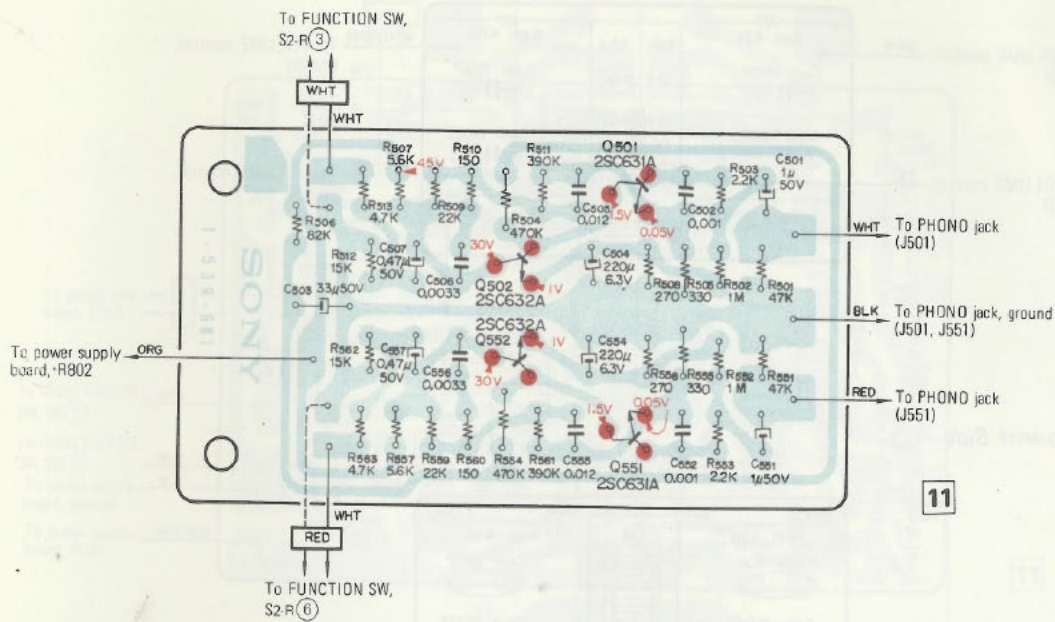 To FUNCTION SW,
S2-R③
WHT
WHT
R507
5.6K
45V
R510
150
R511
390K
Q501
2SC631A
R503
2.2K
C501
1μ
50V
R513
4.7K
R509
22K
R504
470K
C505
0.012
1.5V
0.05V
C502
0.001
R506
82K
WHT
To PHONO jack
(J501)
R512
15K
C507
0.47μ
50V
C506
0.0033
30V
Q502
2SC632A
1V
C504
220μ
6.3V
R508
270
R505
330
R502
1M
R501
47K
SONY
C503
33μ50V
BLK
To PHONO jack, ground
(J501, J551)
2SC632A
Q552
1V
30V
ORG
To power supply
board, R802
R562
15K
C557
0.47μ
50V
C556
0.0033
C554
220μ
6.3V
R558
270
R555
330
R552
1M
R551
47K
RED
To PHONO jack
(J551)
1.5V
0.05V
R563
4.7K
R557
5.6K
R559
22K
R560
150
R554
470K
R561
390K
C555
0.012
Q551
2SC631A
C552
0.001
R553
2.2K
C551
1μ50V
11
WHT
RED
To FUNCTION SW,
S2-R⑥